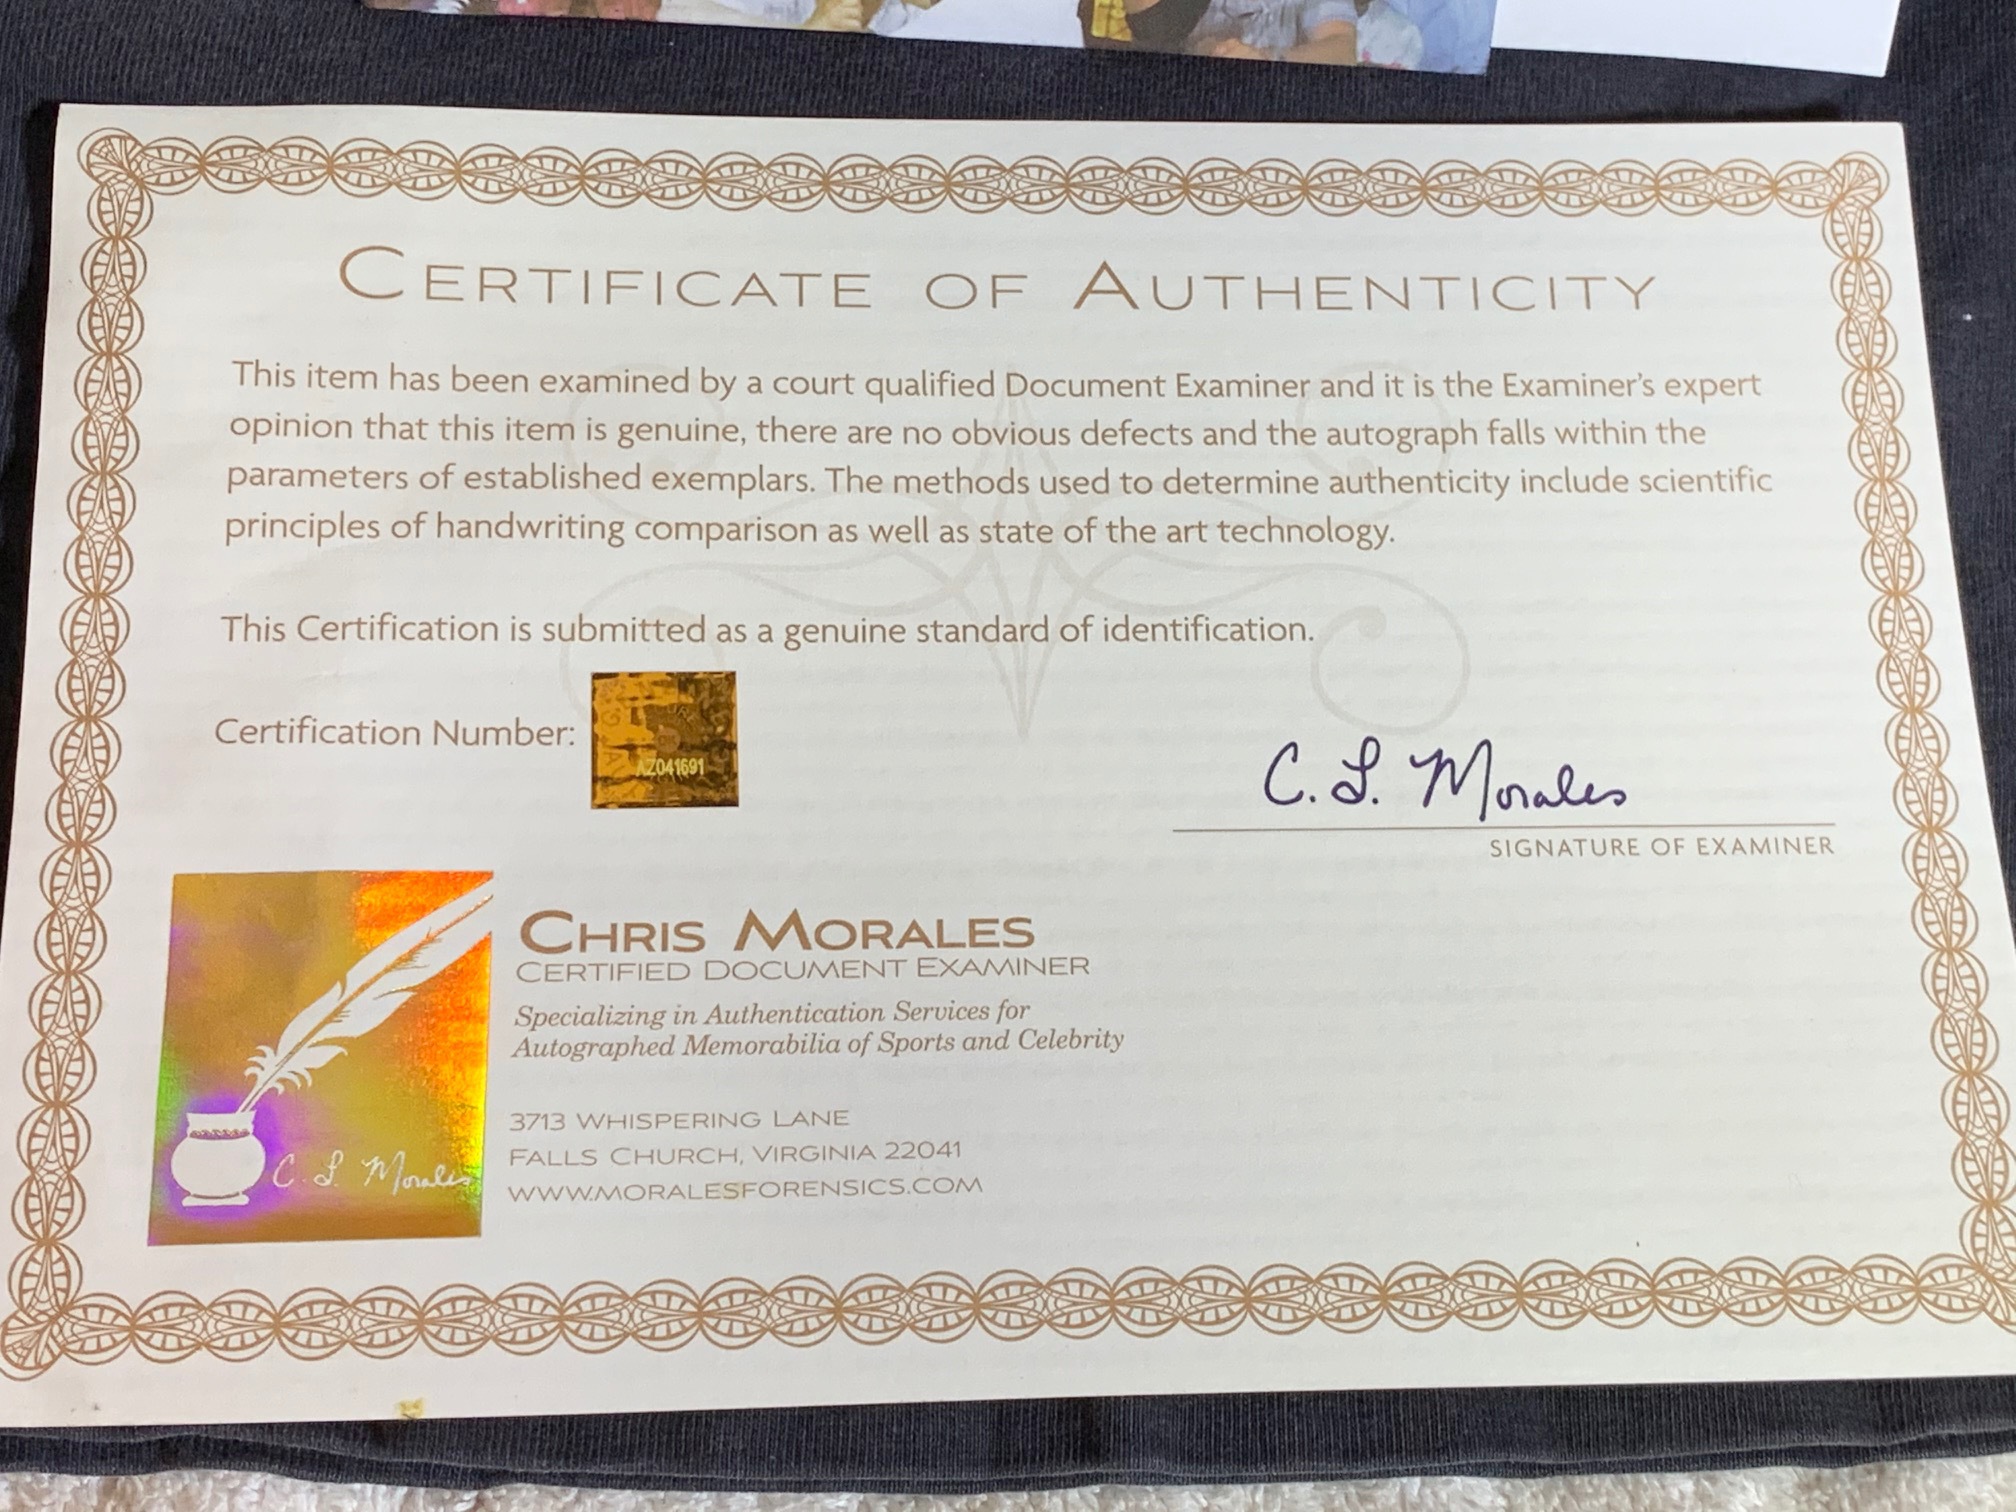 CERTIFICATE OF AUTHENTICITY
This item has been examined by a court qualified Document Examiner and it is the Examiner's expert
opinion that this item is genuine, there are no obvious defects and the autograph falls within the
parameters of established exemplars. The methods used to determine authenticity include scientific
principles of handwriting comparison as well as state of the art technology.
This Certification is submitted as a genuine standard of identification.
Certification Number:
AZ041691
C. L. Morales
SIGNATURE OF EXAMINER
CHRIS MORALES
CERTIFIED DOCUMENT EXAMINER
Specializing in Authentication Services for
Autographed Memorabilia of Sports and Celebrity
3713 WHISPERING LANE
FALLS CHURCH, VIRGINIA 22041
WWW.MORALESFORENSICS.COM
C. L. Morales